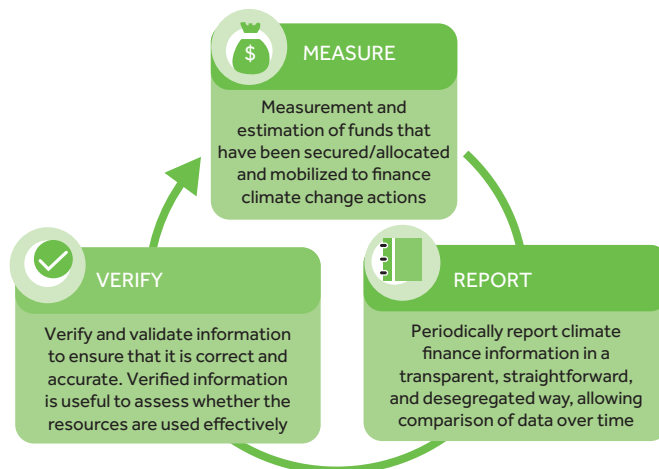 $
MEASURE
Measurement and
estimation of funds that
have been secured/allocated
and mobilized to finance
climate change actions
VERIFY
Verify and validate information
to ensure that it is correct and
accurate. Verified information
is useful to assess whether the
resources are used effectively
REPORT
Periodically report climate
finance information in a
transparent, straightforward,
and desegregated way, allowing
comparison of data over time